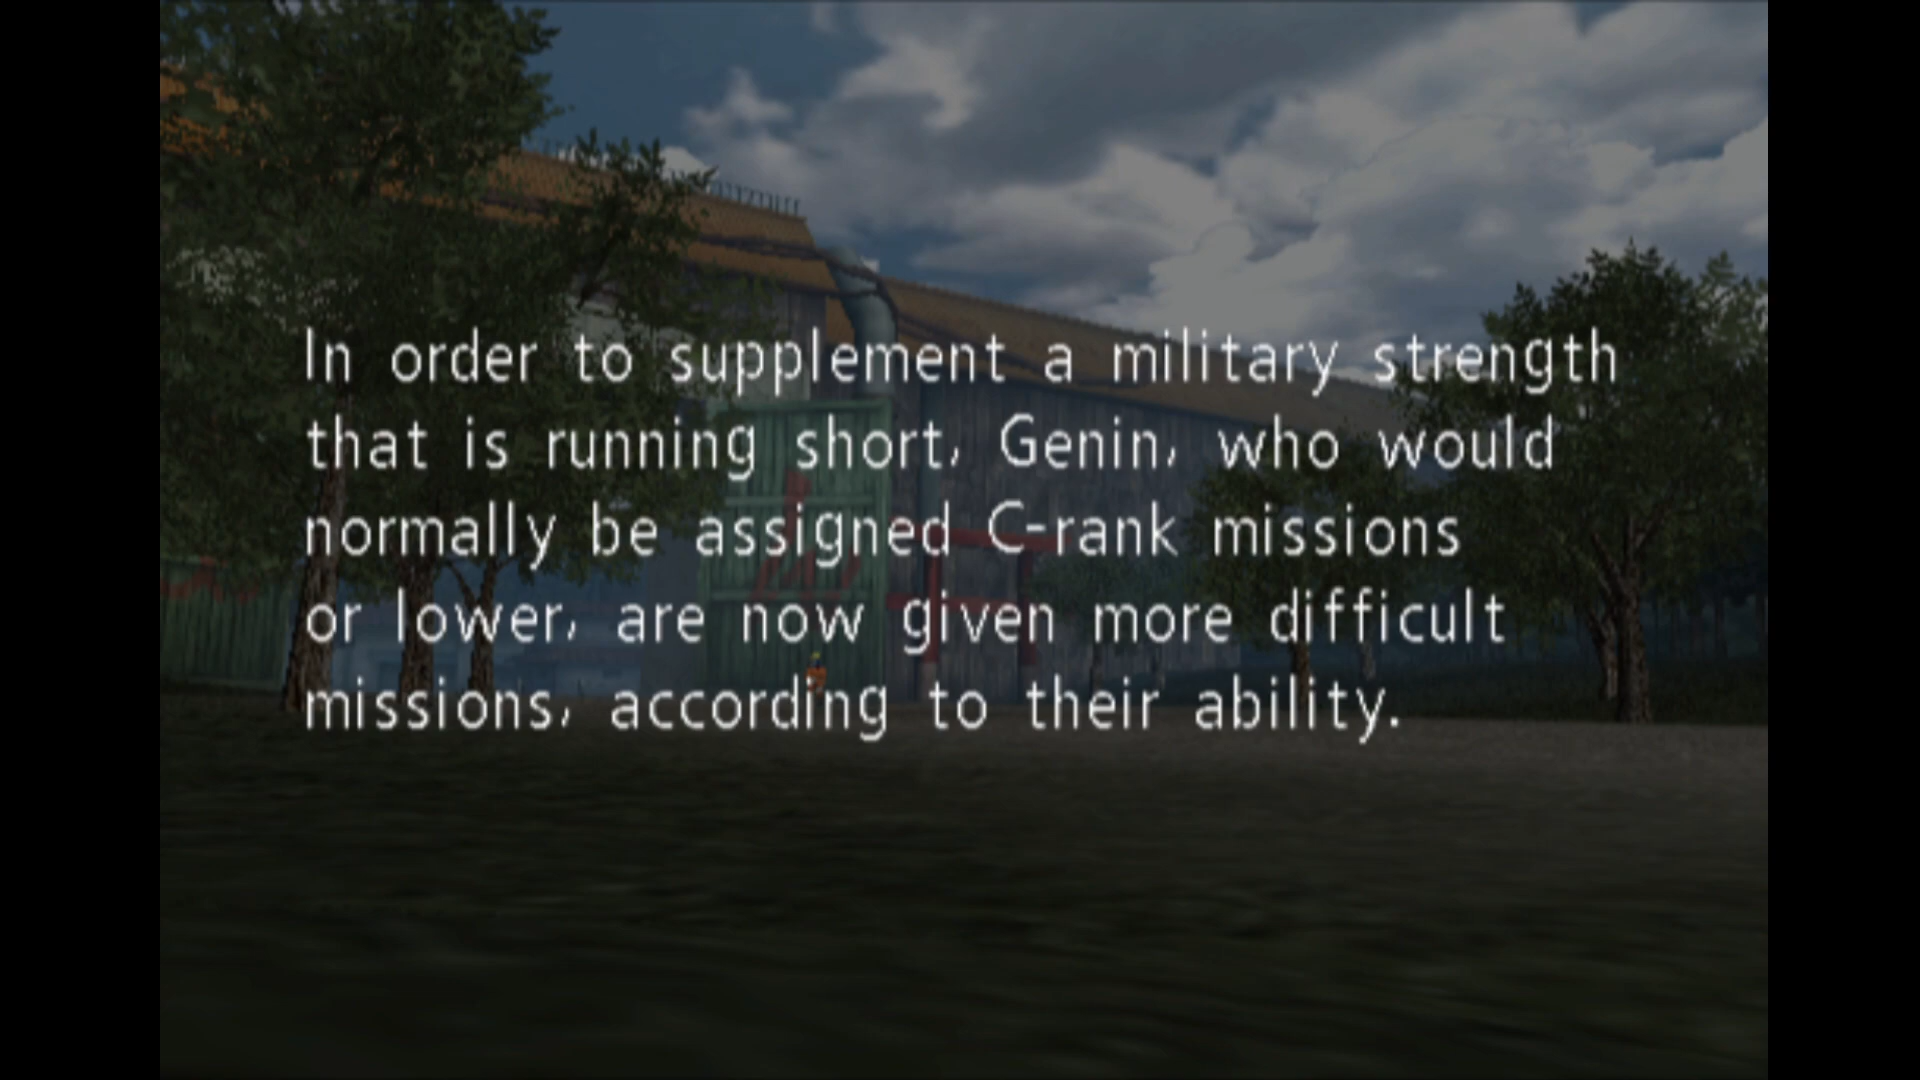 In order to supplement a military strength
that is running short, Genin, who would
normally be assigned C-rank missions
or lower, are now given more difficult
missions, according to their ability.